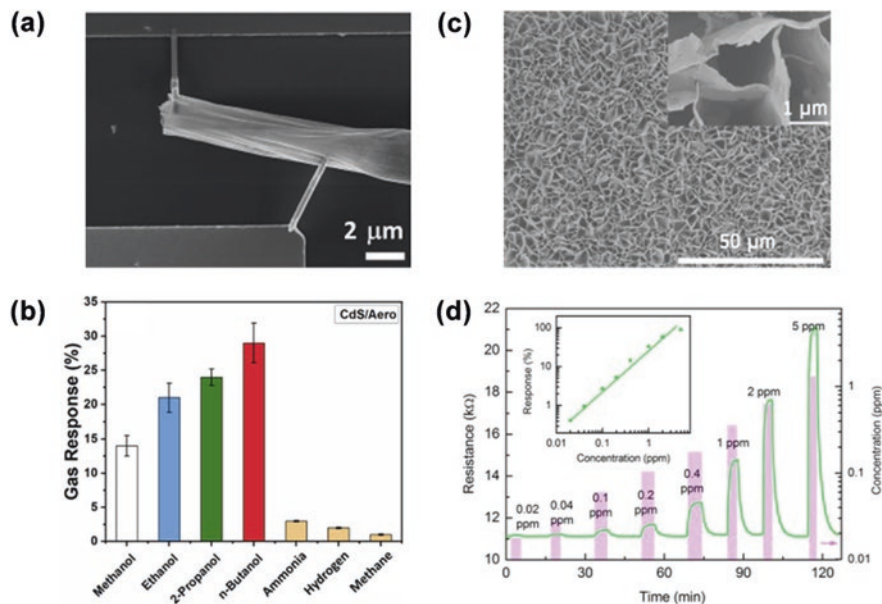 (a)
2 μm
(c)
1 μm
50 μm
(b)
CdS/Aero
Gas Response (%)
35
30
25
20
15
10
5
0
Methanol
Ethanol
2-Propanol
n-Butanol
Ammonia
Hydrogen
Methane
(d)
Resistance (kΩ)
22
20
18
16
14
12
10
Response (%)
100
10
1
0.01
0.1
1
Concentration (ppm)
0.02
ppm
0.04
ppm
0.1
ppm
0.2
ppm
0.4
ppm
1 ppm
2 ppm
5 ppm
0
30
60
90
120
Time (min)
1
0.1
0.01
Concentration (ppm)